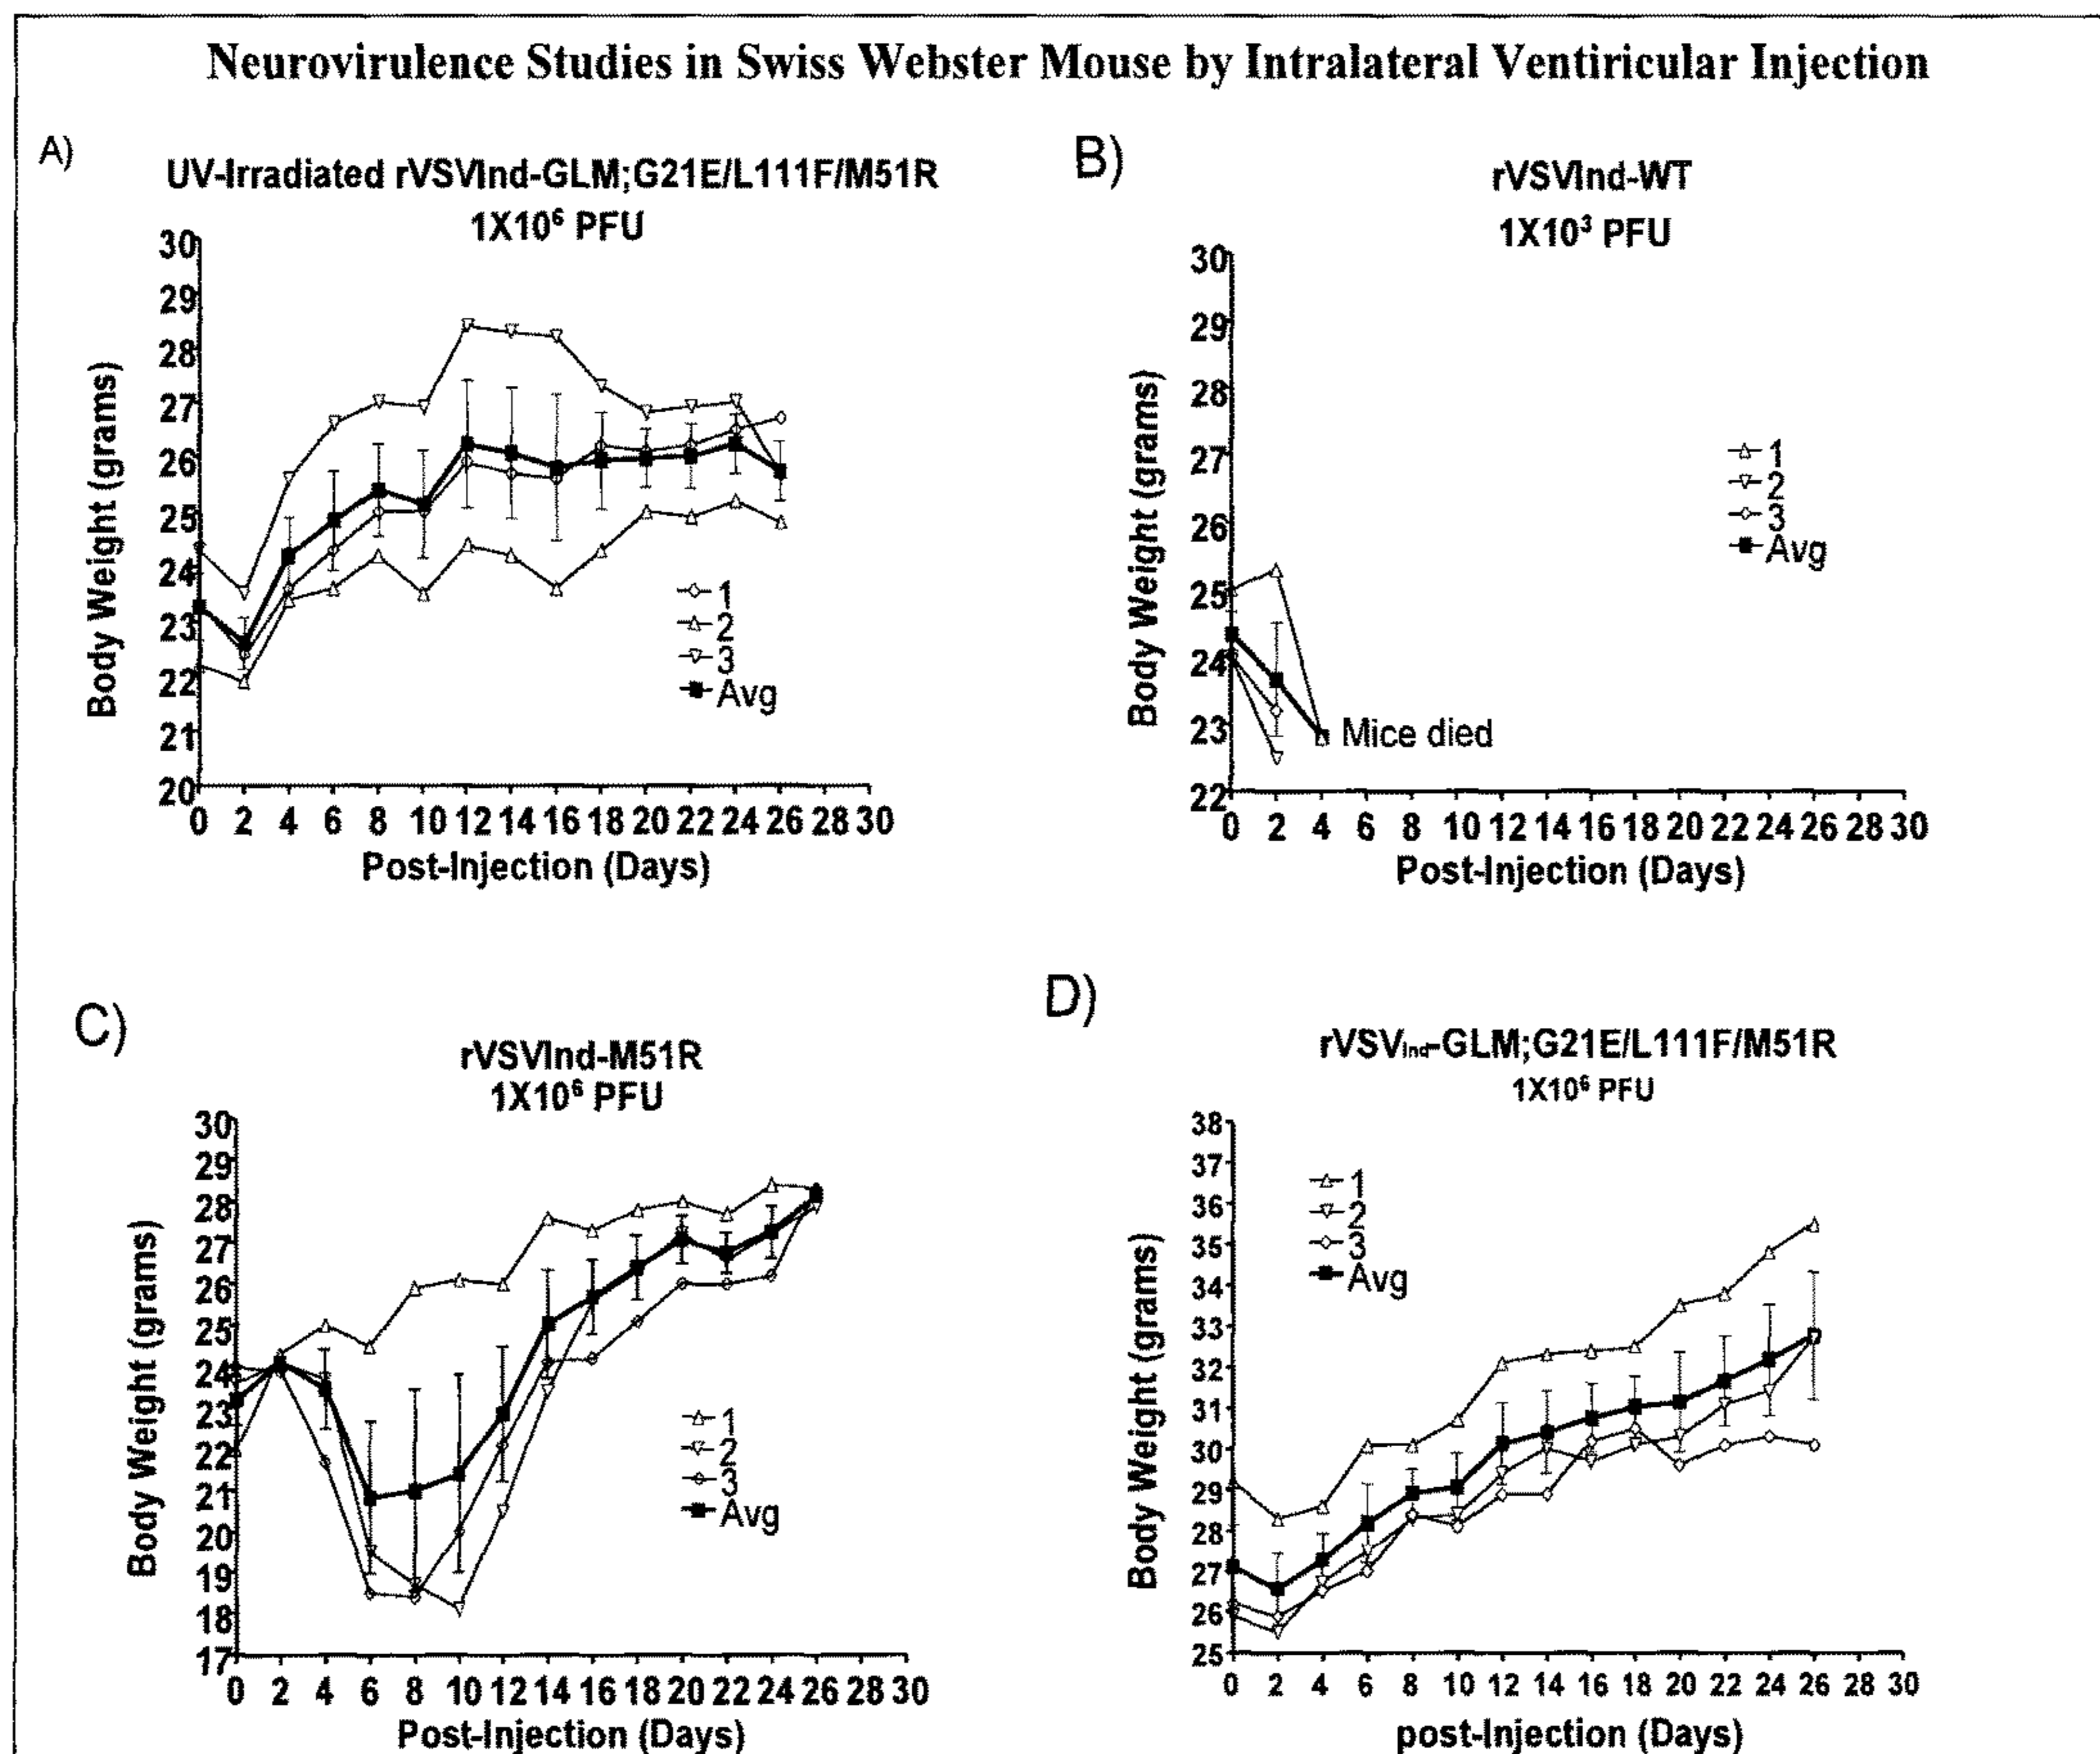 Neurovirulence Studies in Swiss Webster Mouse by Intralateral Ventiricular Injection
A)
UV-Irradiated rVSVInd-GLM;G21E/L111F/M51R
1X10⁶ PFU
30
29
28
27
26
25
24
23
22
21
20
Body Weight (grams)
1
2
3
Avg
0 2 4 6 8 10 12 14 16 18 20 22 24 26 28 30
Post-Injection (Days)
B)
rVSVInd-WT
1X10³ PFU
30
29
28
27
26
25
24
23
22
Body Weight (grams)
1
2
3
Avg
Mice died
0 2 4 6 8 10 12 14 16 18 20 22 24 26 28 30
Post-Injection (Days)
C)
rVSVInd-M51R
1X10⁶ PFU
30
29
28
27
26
25
24
23
22
21
20
19
18
17
Body Weight (grams)
1
2
3
Avg
0 2 4 6 8 10 12 14 16 18 20 22 24 26 28 30
Post-Injection (Days)
D)
rVSVInd-GLM;G21E/L111F/M51R
1X10⁶ PFU
38
37
36
35
34
33
32
31
30
29
28
27
26
25
Body Weight (grams)
1
2
3
Avg
0 2 4 6 8 10 12 14 16 18 20 22 24 26 28 30
post-Injection (Days)